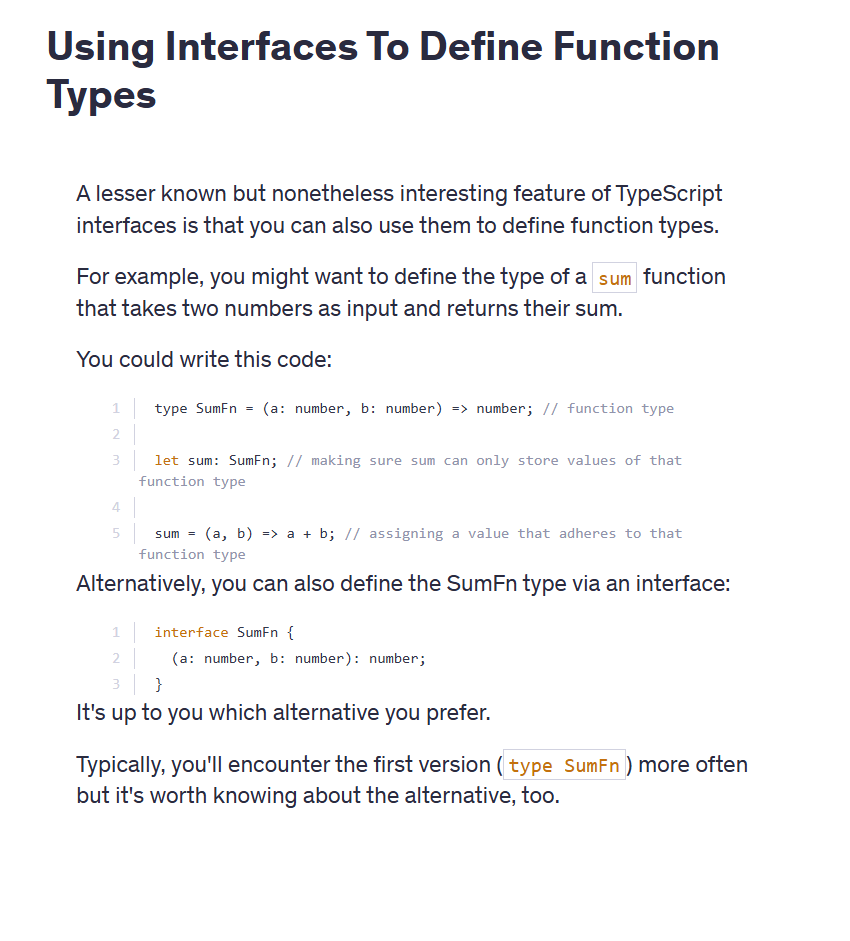 Using Interfaces To Define Function
Types
A lesser known but nonetheless interesting feature of TypeScript
interfaces is that you can also use them to define function types.
For example, you might want to define the type of a sum function
that takes two numbers as input and returns their sum.
You could write this code:
1 type SumFn = (a: number, b: number) => number; // function type
2
3 let sum: SumFn; // making sure sum can only store values of that
function type
4
5 sum = (a, b) => a + b; // assigning a value that adheres to that
function type
Alternatively, you can also define the SumFn type via an interface:
1 interface SumFn {
2 (a: number, b: number): number;
3 }
It's up to you which alternative you prefer.
Typically, you'll encounter the first version (type SumFn) more often
but it's worth knowing about the alternative, too.